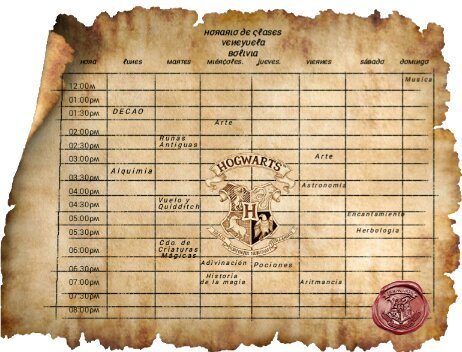 HORARIO DE CLASES
VENEZUELA
BOLIVIA
HORA LUNES MARTES MIÉRCOLES. JUEVES. VIERNES SÁBADO DOMINGO
Musica
12:00PM
01:00PM
01:30PM DECAO
Arte
02:00PM
02:30PM Runas
Antiguas
03:00PM Arte
03:30PM Alquimia
HOGWARTS
04:00PM Astronomia
04:30PM Vuelo y
Quidditch
05:00PM Encantamiento
05:30PM Herbología
06:00PM Cdo. de
Criaturas
Mágicas
06:30PM Adivinación Pociones
07:00PM Historia
de la magia Aritmancia
07:30PM
08:00PM